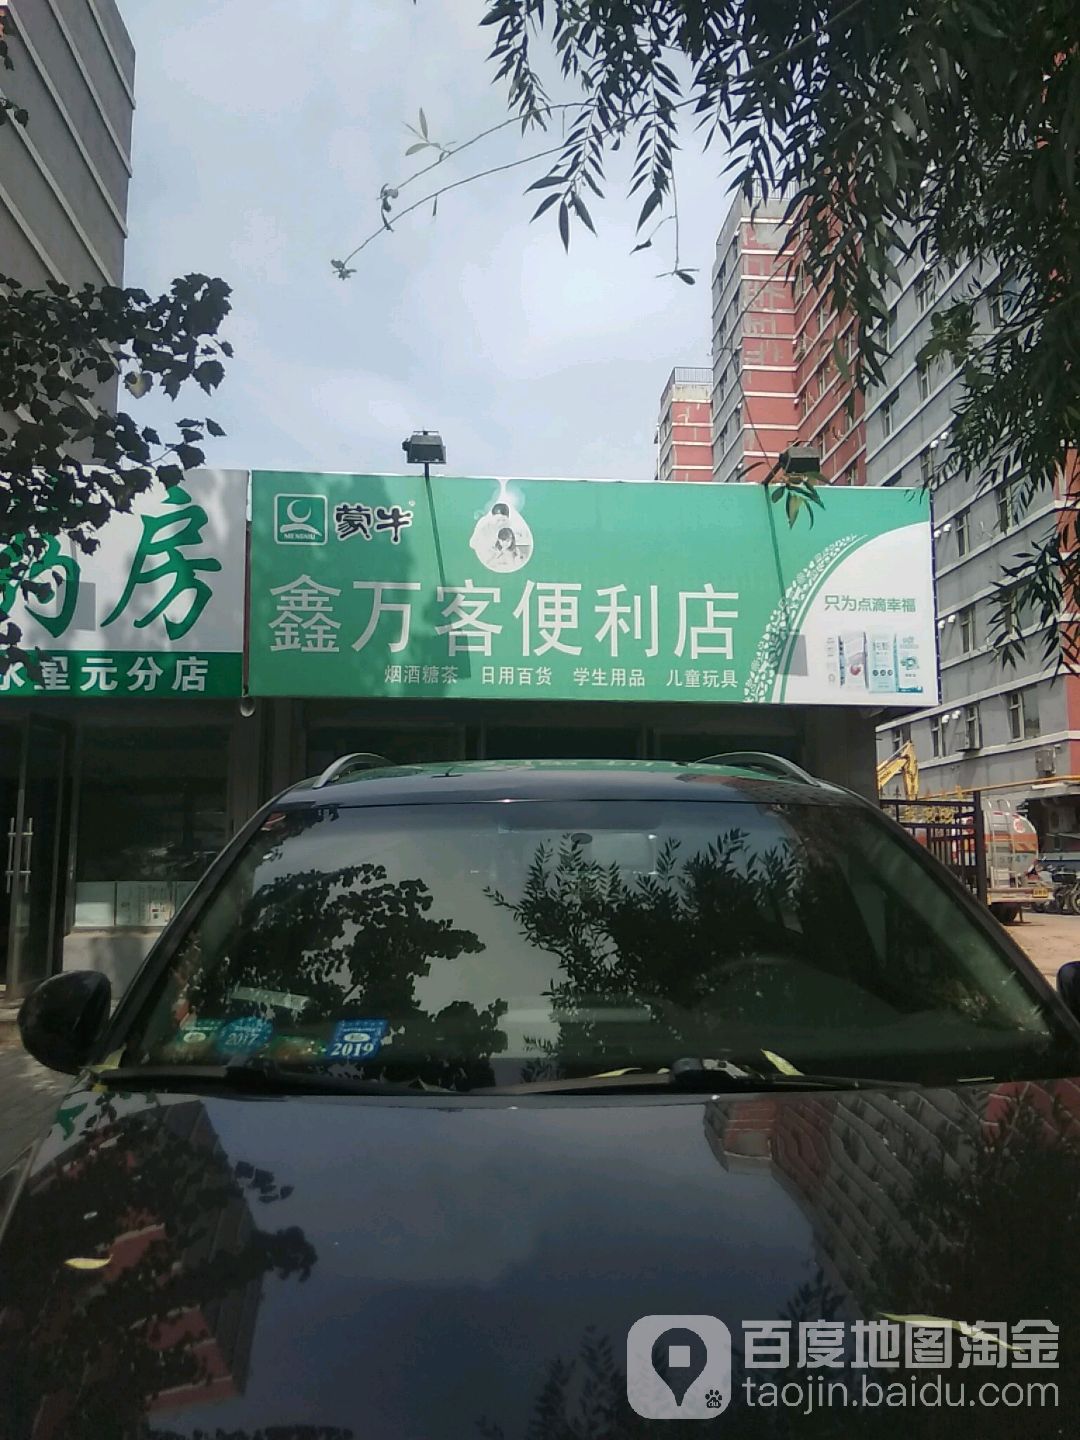 蒙牛
MENGNIU
鑫万客便利店
烟酒糖茶 日用百货 学生用品 儿童玩具
只为点滴幸福
药房
水星元分店
2017
2019
百度地图淘金
taojin.baidu.com
du